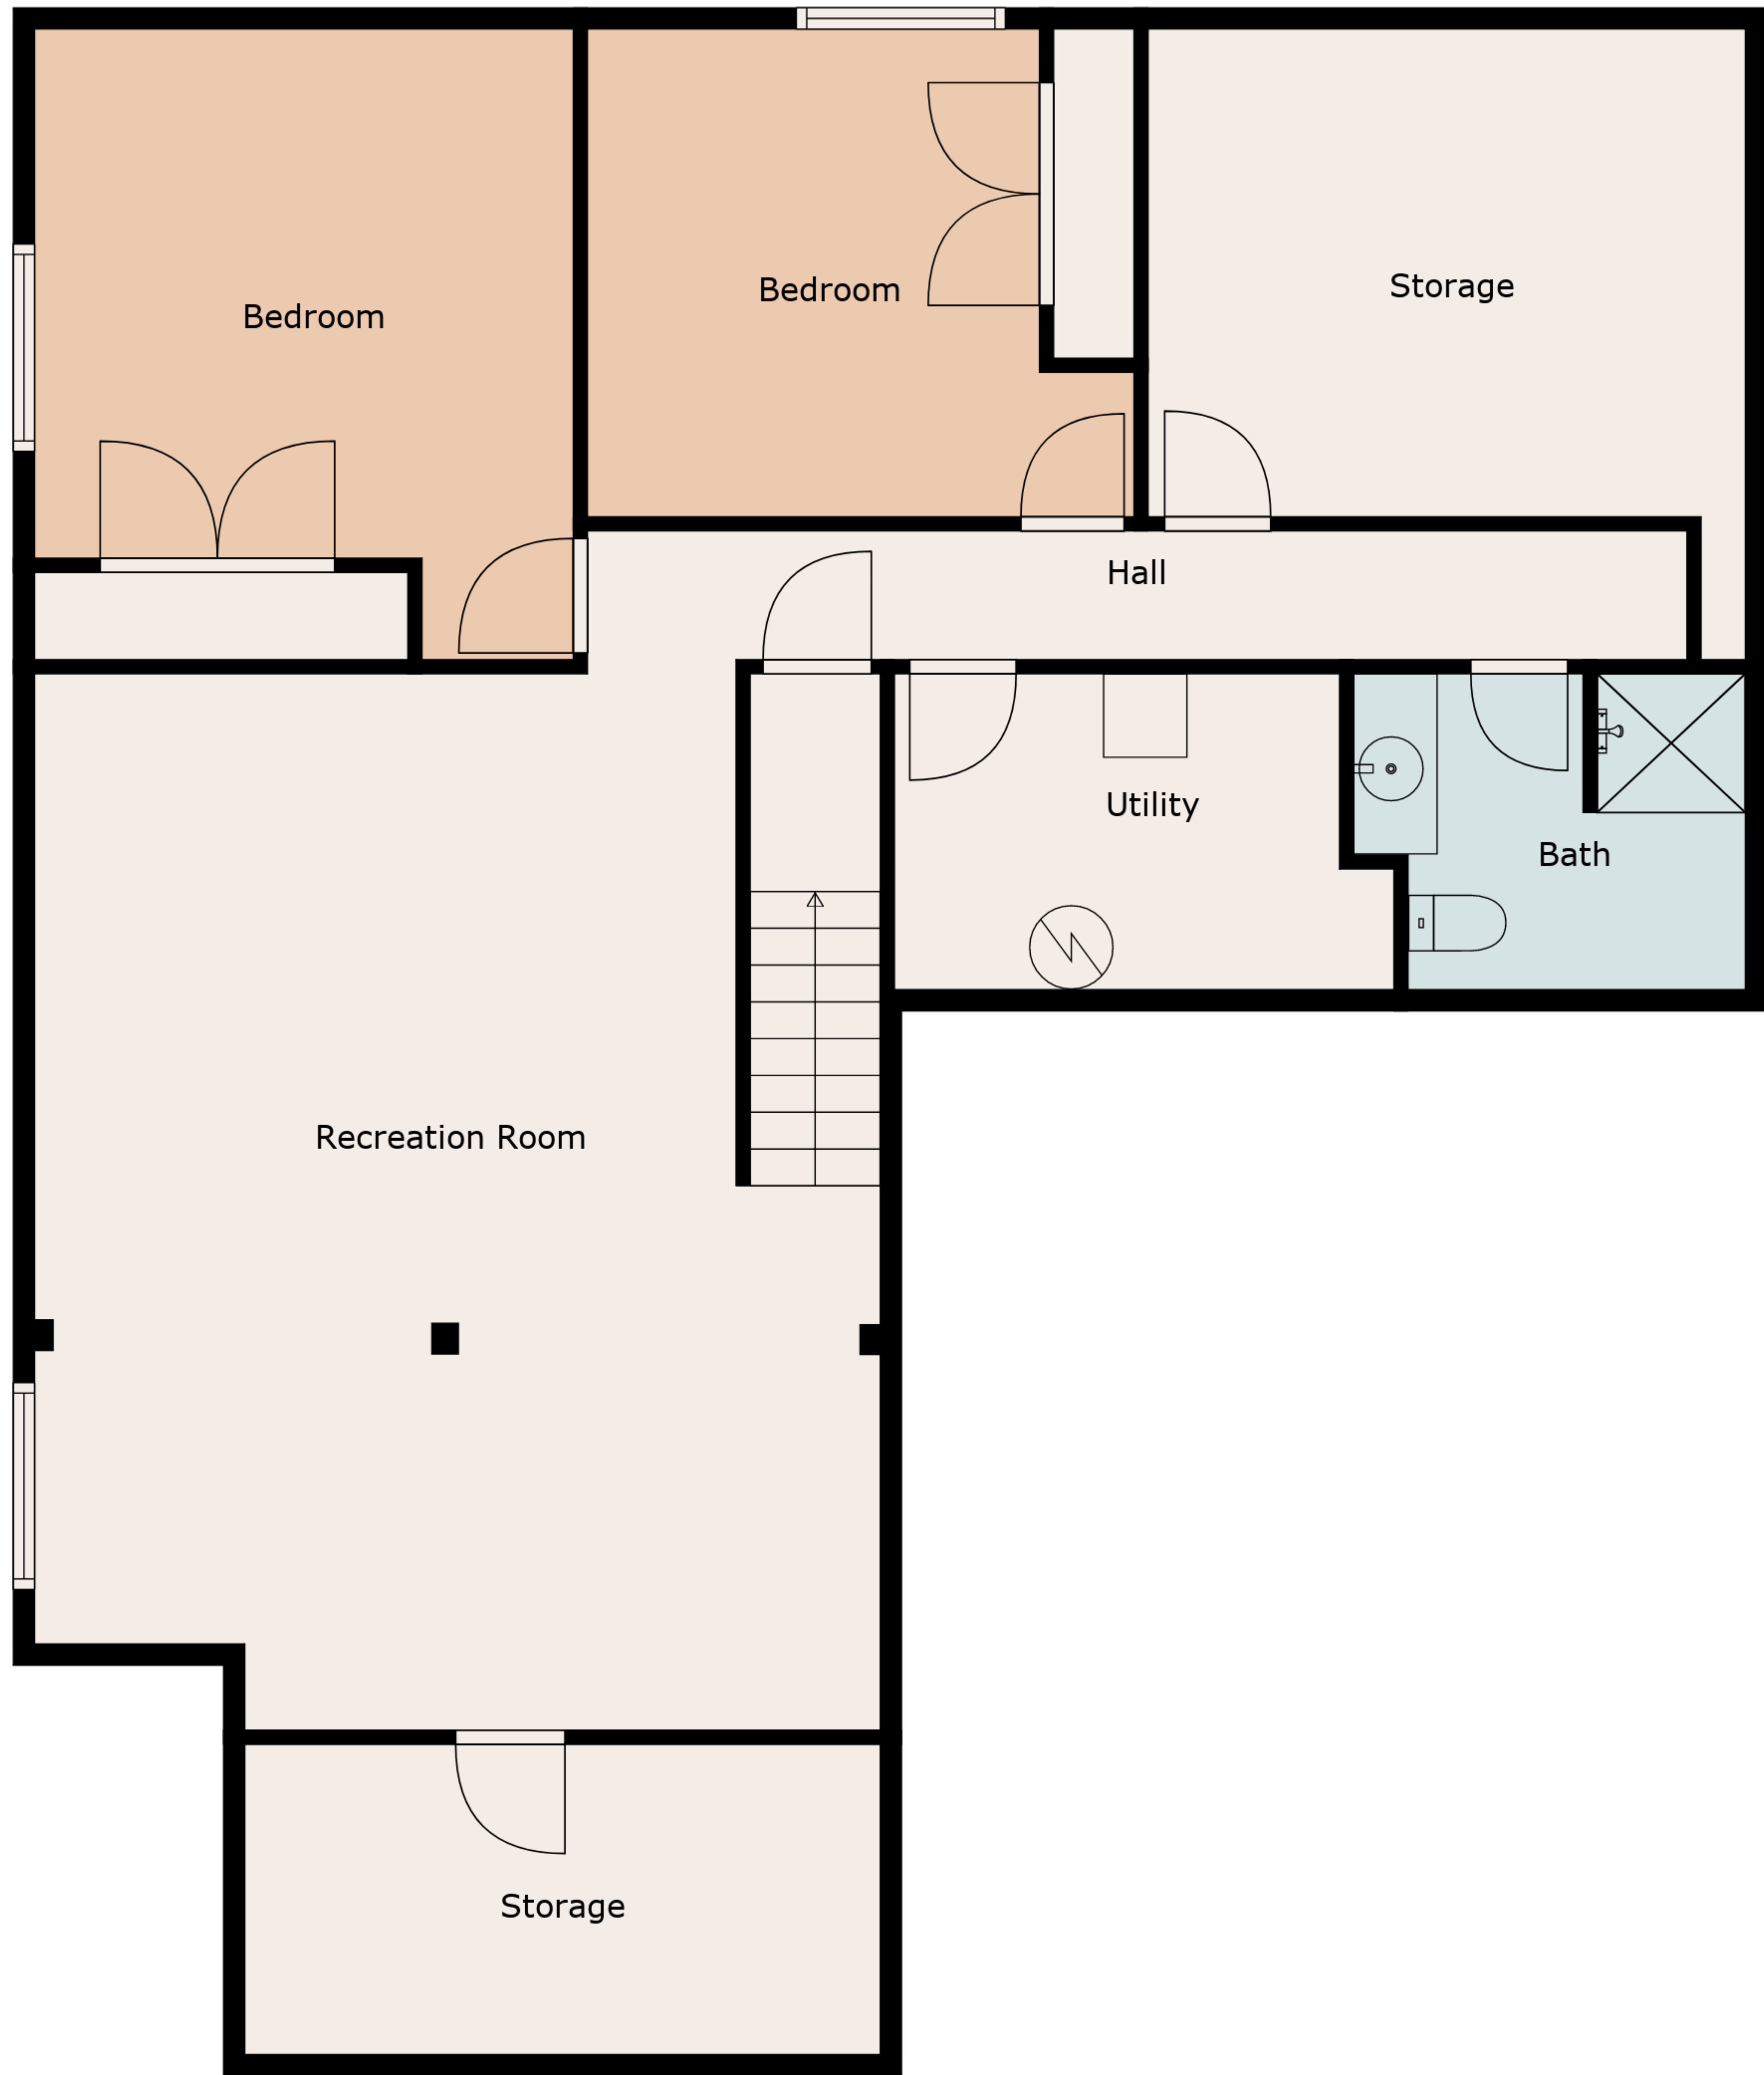 Bedroom
Bedroom
Storage
Hall
Utility
Bath
Recreation Room
Storage